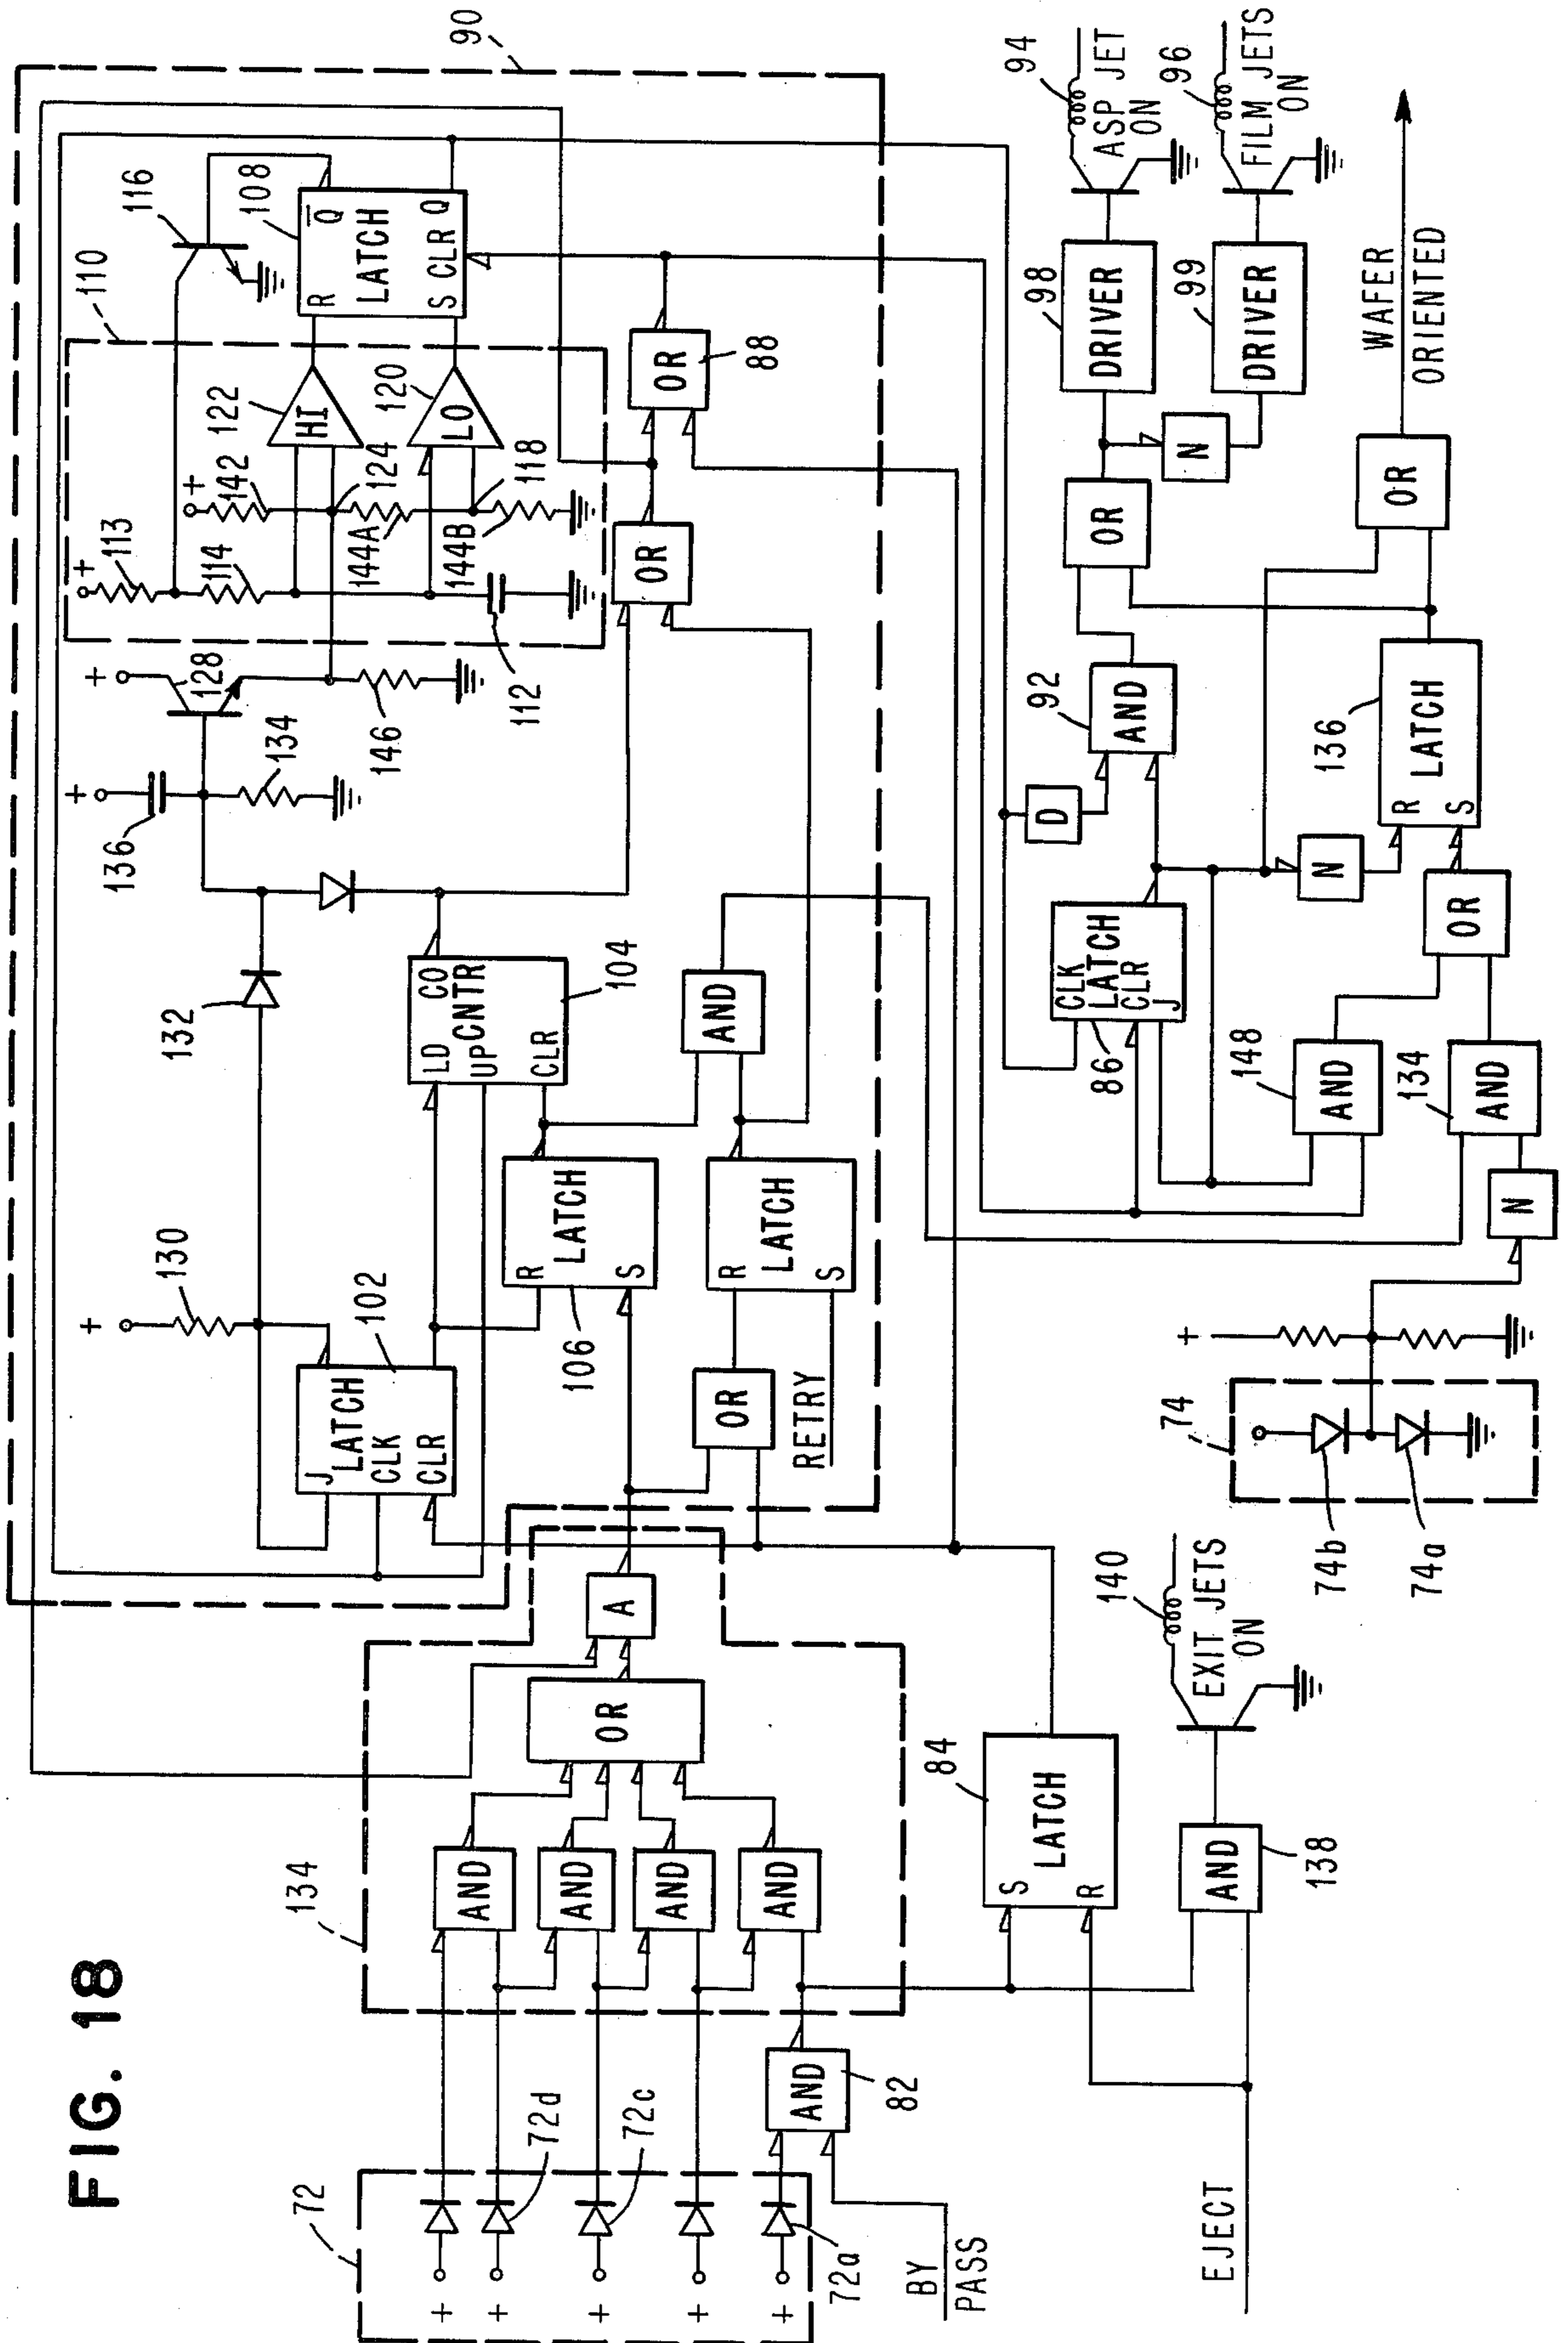 FIG. 18
90
116
108
Q
LATCH
R
S CLR Q
110
122
HI
120
LO
+
142
124
144A
144B
118
+
113
114
112
OR
88
OR
+
128
146
134
+
136
132
130
+
102
J
LATCH
CLK
CLR
LD CO
CNTR
UP
CLR
104
R
LATCH
S
106
R
LATCH
S
AND
OR
RETRY
A
OR
134
AND
AND
AND
AND
72
72d
72c
72a
+
+
+
+
+
AND
82
BY
PASS
EJECT
84
S
LATCH
R
AND
138
140
EXIT JETS
ON
74
74b
74a
+
N
AND
134
AND
148
CLK
LATCH
CLR
J
86
D
AND
92
OR
N
OR
R
LATCH
S
136
N
OR
DRIVER
98
DRIVER
99
94
ASP JET
ON
96
FILM JETS
ON
WAFER
ORIENTED